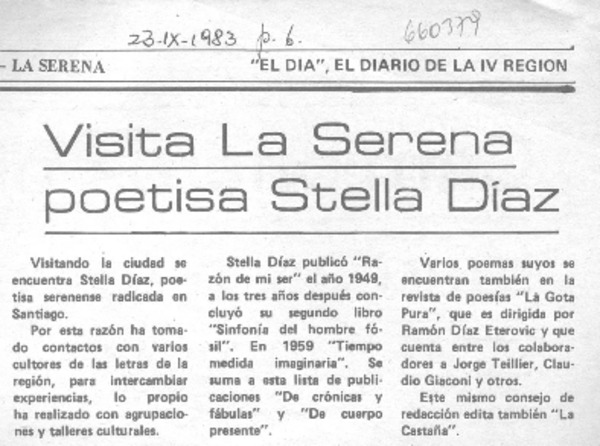 23-IX-1983 p. 6. 660379
- LA SERENA "EL DIA", EL DIARIO DE LA IV REGION
Visita La Serena
poetisa Stella Díaz
Visitando la ciudad se
encuentra Stella Díaz, poe-
tisa serenense radicada en
Santiago.
Por esta razón ha toma-
do contactos con varios
cultores de las letras de la
región, para intercambiar
experiencias, lo propio
ha realizado con agrupacio-
nes y talleres culturales.
Stella Díaz publicó "Ra-
zón de mi ser" el año 1949,
a los tres años después con-
cluyó su segundo libro
"Sinfonía del hombre fó-
sil". En 1959 "Tiempo
medida imaginaria". Se
suma a esta lista de publi-
caciones "De crónicas y
fábulas" y "De cuerpo
presente".
Varios poemas suyos se
encuentran también en la
revista de poesías "La Gota
Pura", que es dirigida por
Ramón Díaz Eterovic y que
cuenta entre los colabora-
dores a Jorge Teillier, Clau-
dio Giaconi y otros.
Este mismo consejo de
redacción edita también "La
Castaña".